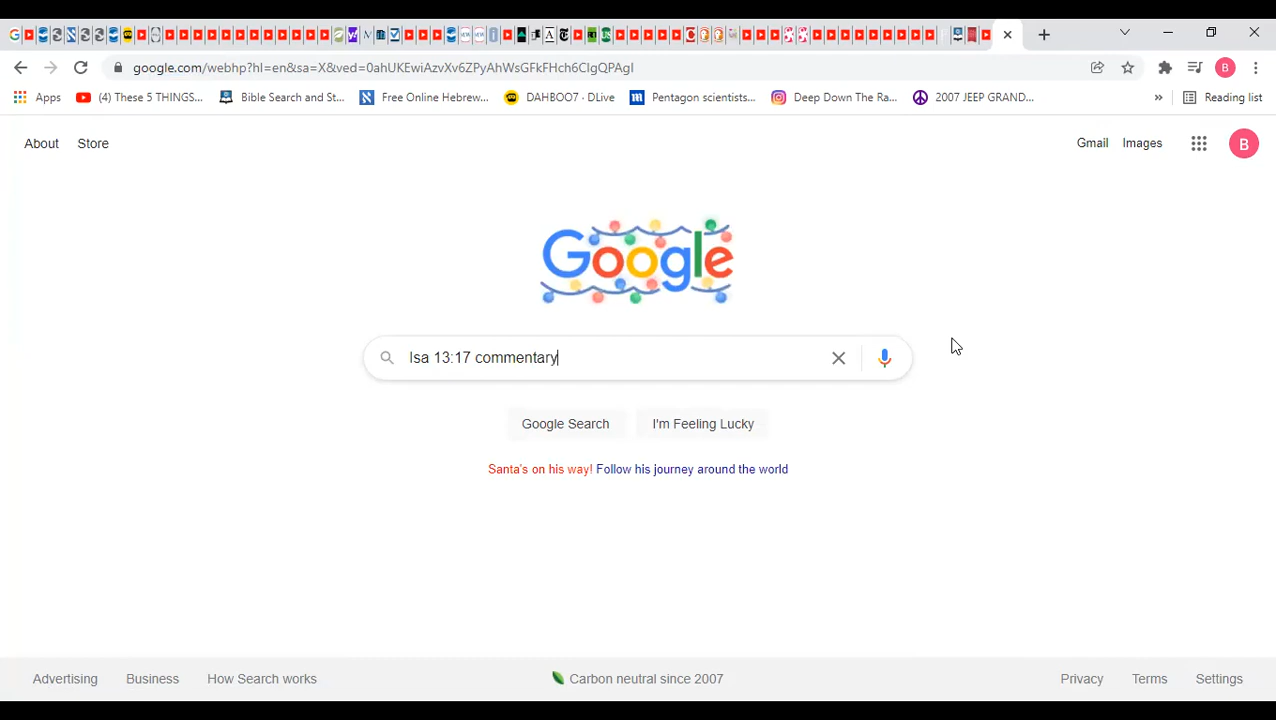 google.com/webhp?hl=en&sa=X&ved=0ahUKEwiAzvXv6ZPyAhWsGFkFHch6CIgQPAgI
B
Apps
(4) These 5 THINGS...
Bible Search and St...
Free Online Hebrew...
DAHBOO7 - DLive
Pentagon scientists...
Deep Down The Ra...
2007 JEEP GRAND...
»
Reading list
About
Store
Gmail
Images
B
Google
Isa 13:17 commentary
Google Search
I'm Feeling Lucky
Santa's on his way! Follow his journey around the world
Advertising
Business
How Search works
Carbon neutral since 2007
Privacy
Terms
Settings